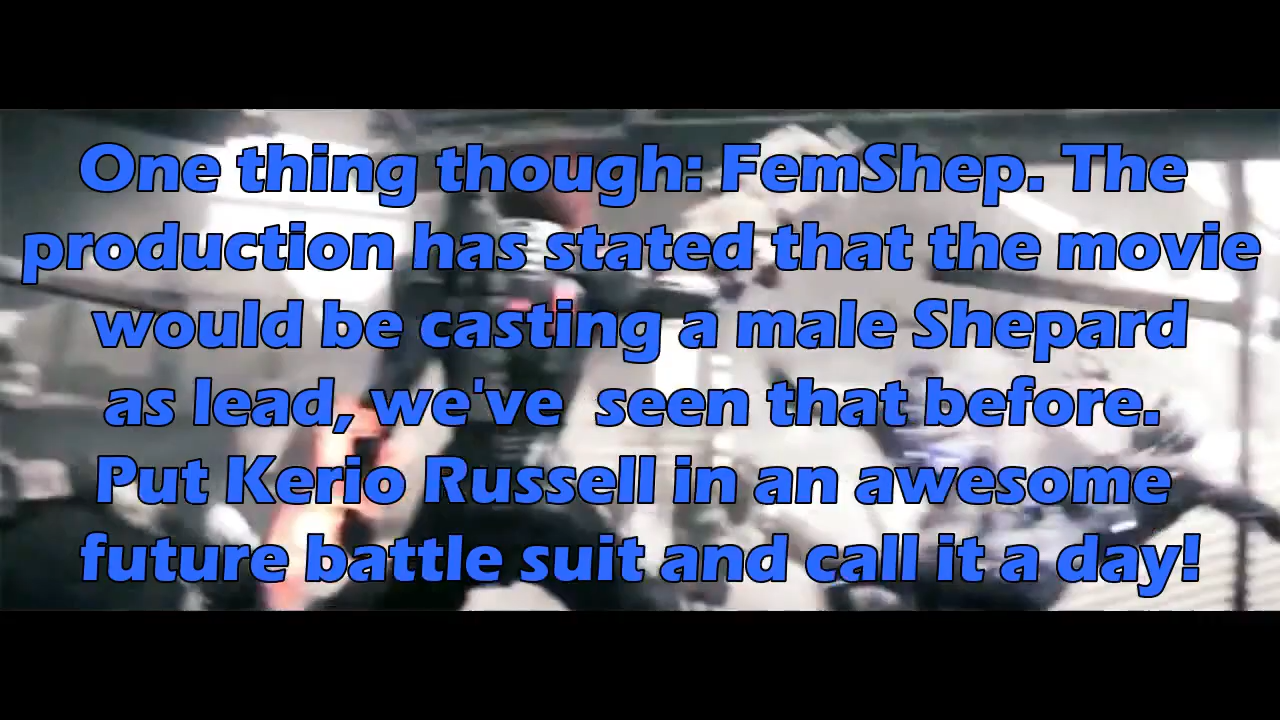 One thing though: FemShep. The
production has stated that the movie
would be casting a male Shepard
as lead, we've  seen that before.
Put Kerio Russell in an awesome
future battle suit and call it a day!